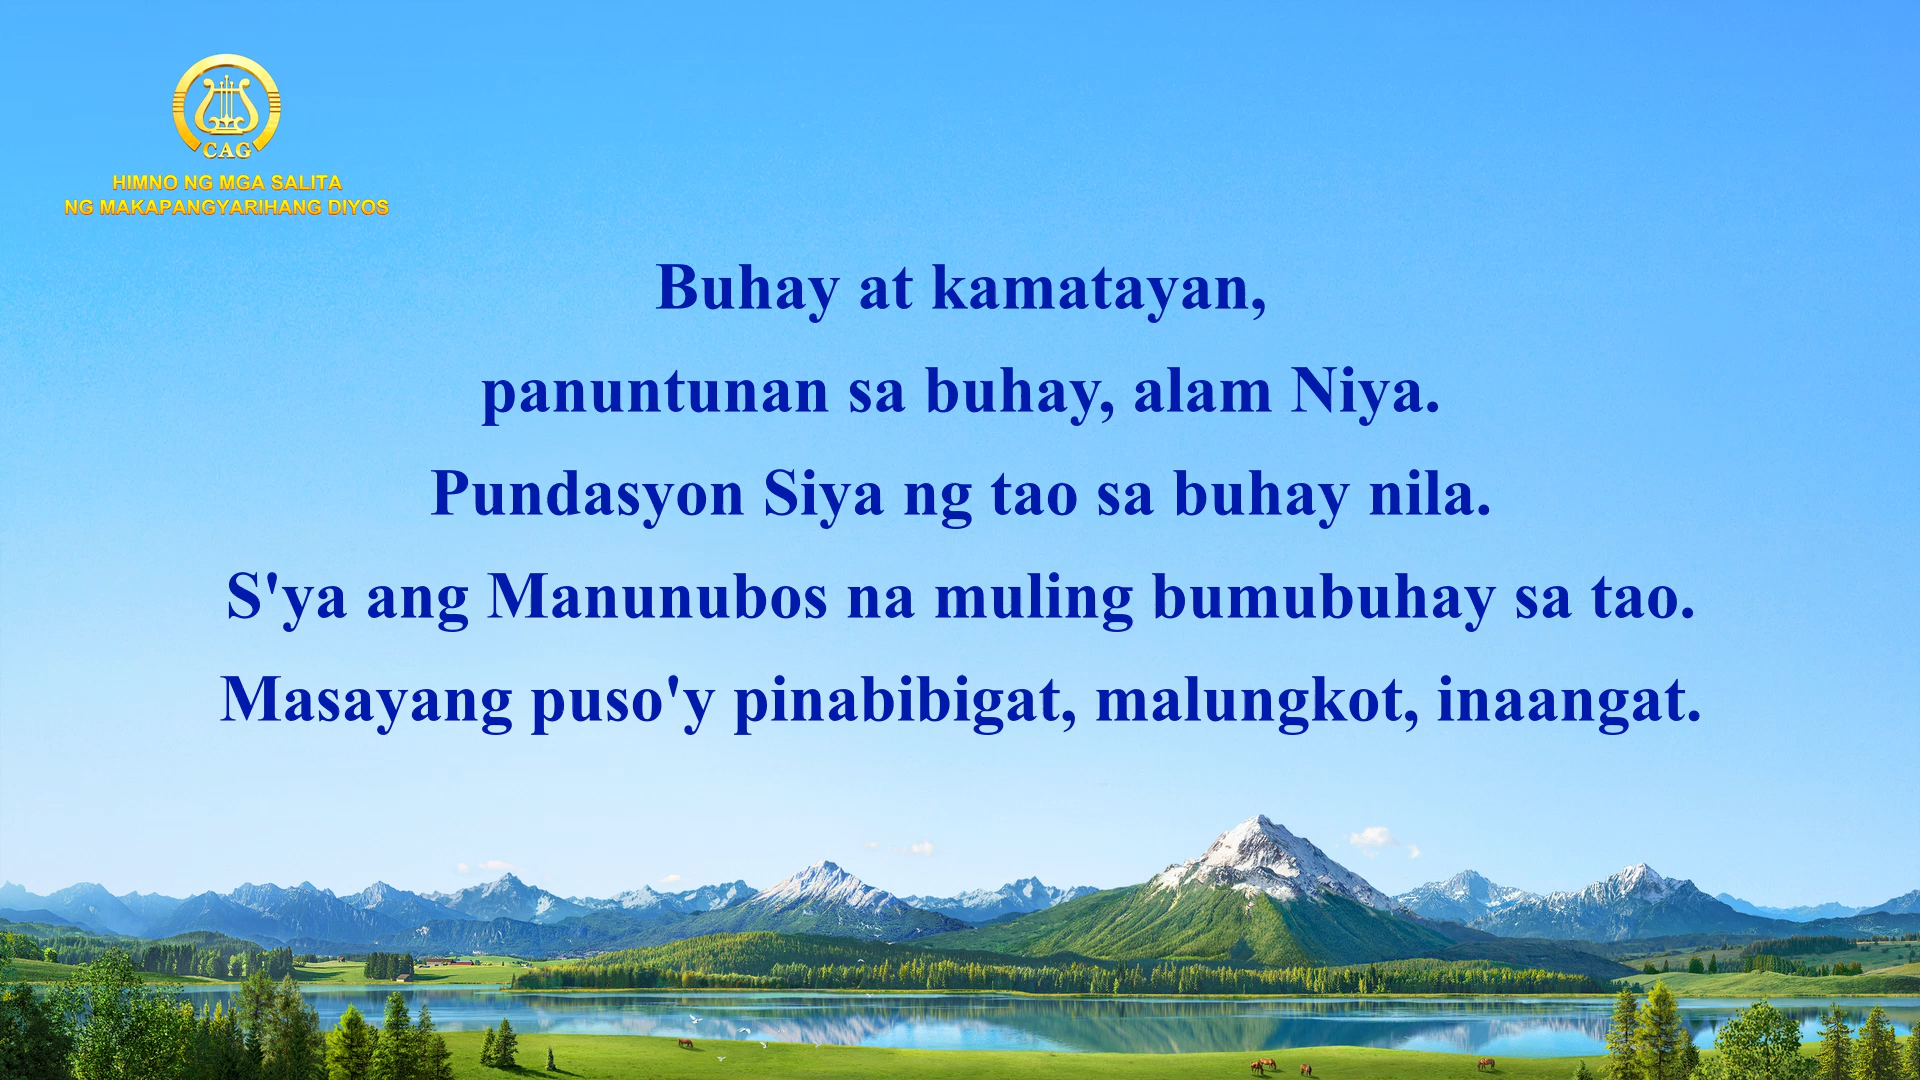 CAG
HIMNO NG MGA SALITA
NG MAKAPANGYARIHANG DIYOS
Buhay at kamatayan,
panuntunan sa buhay, alam Niya.
Pundasyon Siya ng tao sa buhay nila.
S'ya ang Manunubos na muling bumubuhay sa tao.
Masayang puso'y pinabibigat, malungkot, inaangat.